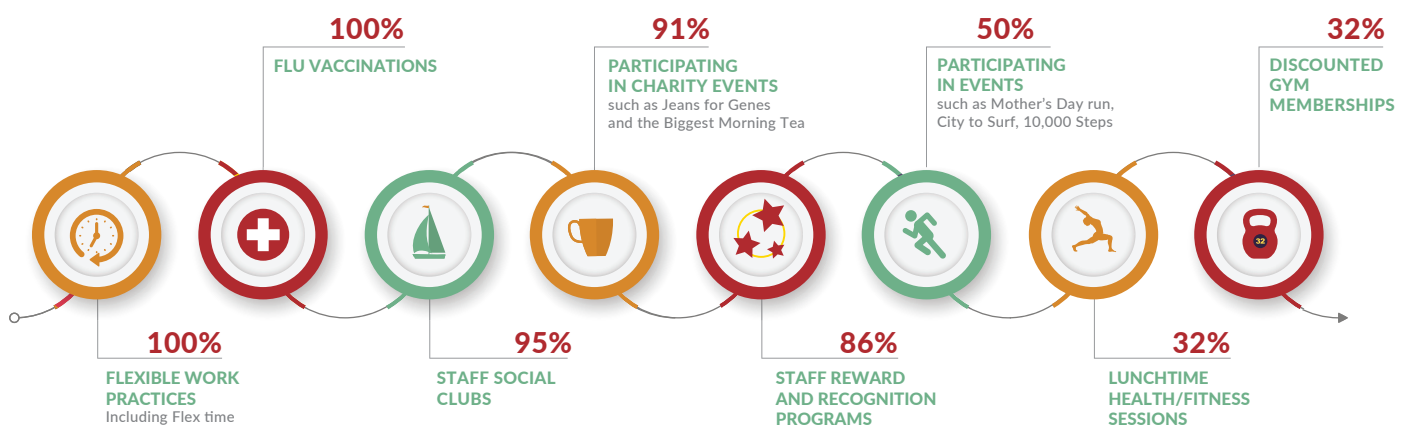 100%
FLU VACCINATIONS
91%
PARTICIPATING
IN CHARITY EVENTS
such as Jeans for Genes
and the Biggest Morning Tea
50%
PARTICIPATING
IN EVENTS
such as Mother's Day run,
City to Surf, 10,000 Steps
32%
DISCOUNTED
GYM
MEMBERSHIPS
32
100%
FLEXIBLE WORK
PRACTICES
Including Flex time
95%
STAFF SOCIAL
CLUBS
86%
STAFF REWARD
AND RECOGNITION
PROGRAMS
32%
LUNCHTIME
HEALTH/FITNESS
SESSIONS